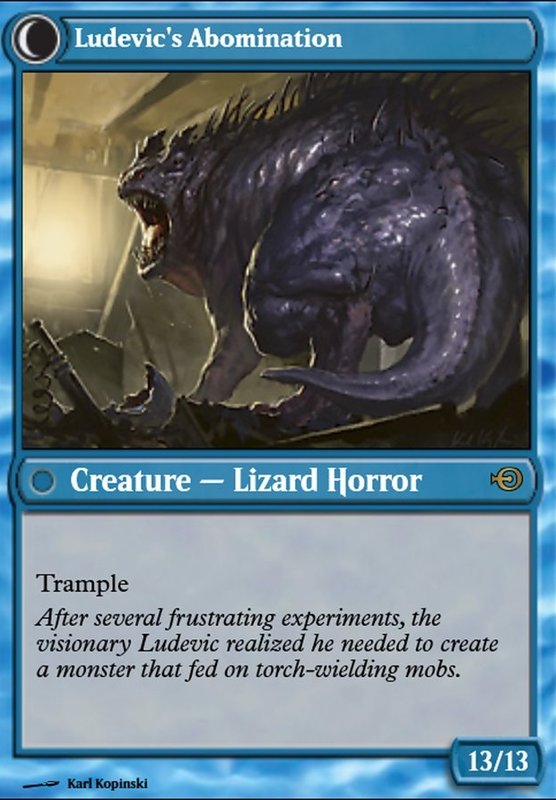 Ludevic's Abomination
Creature — Lizard Horror
Trample
After several frustrating experiments, the
visionary Ludevic realized he needed to create
a monster that fed on torch-wielding mobs.
13/13
Karl Kopinski